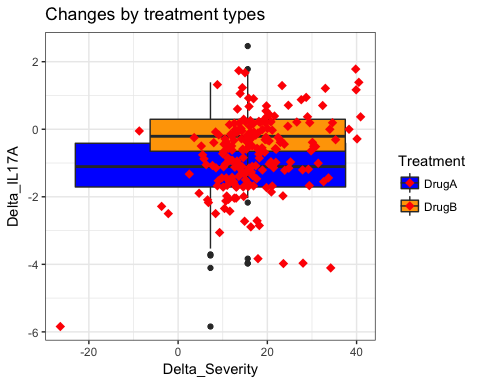 Changes by treatment types
Delta_IL17A
2
0
-2
-4
-6
-20
0
20
40
Delta_Severity
Treatment
DrugA
DrugB